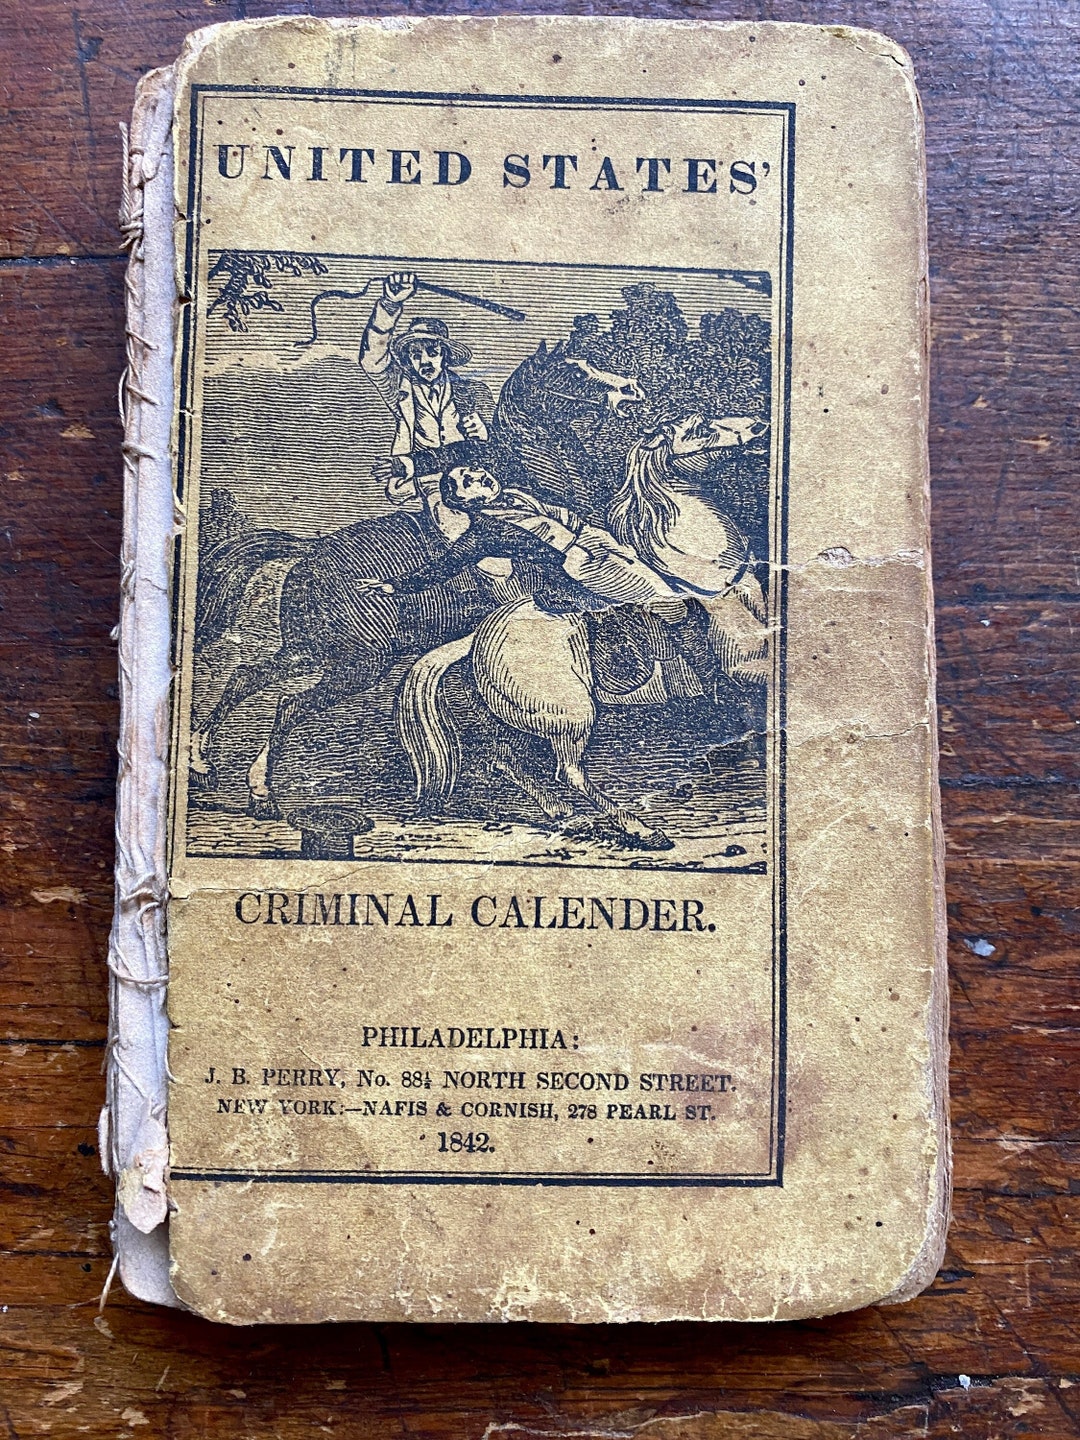 UNITED STATES'
CRIMINAL CALENDER.
PHILADELPHIA:
J. B. PERRY, No. 88½ NORTH SECOND STREET.
NEW YORK:—NAFIS & CORNISH, 278 PEARL ST.
1842.